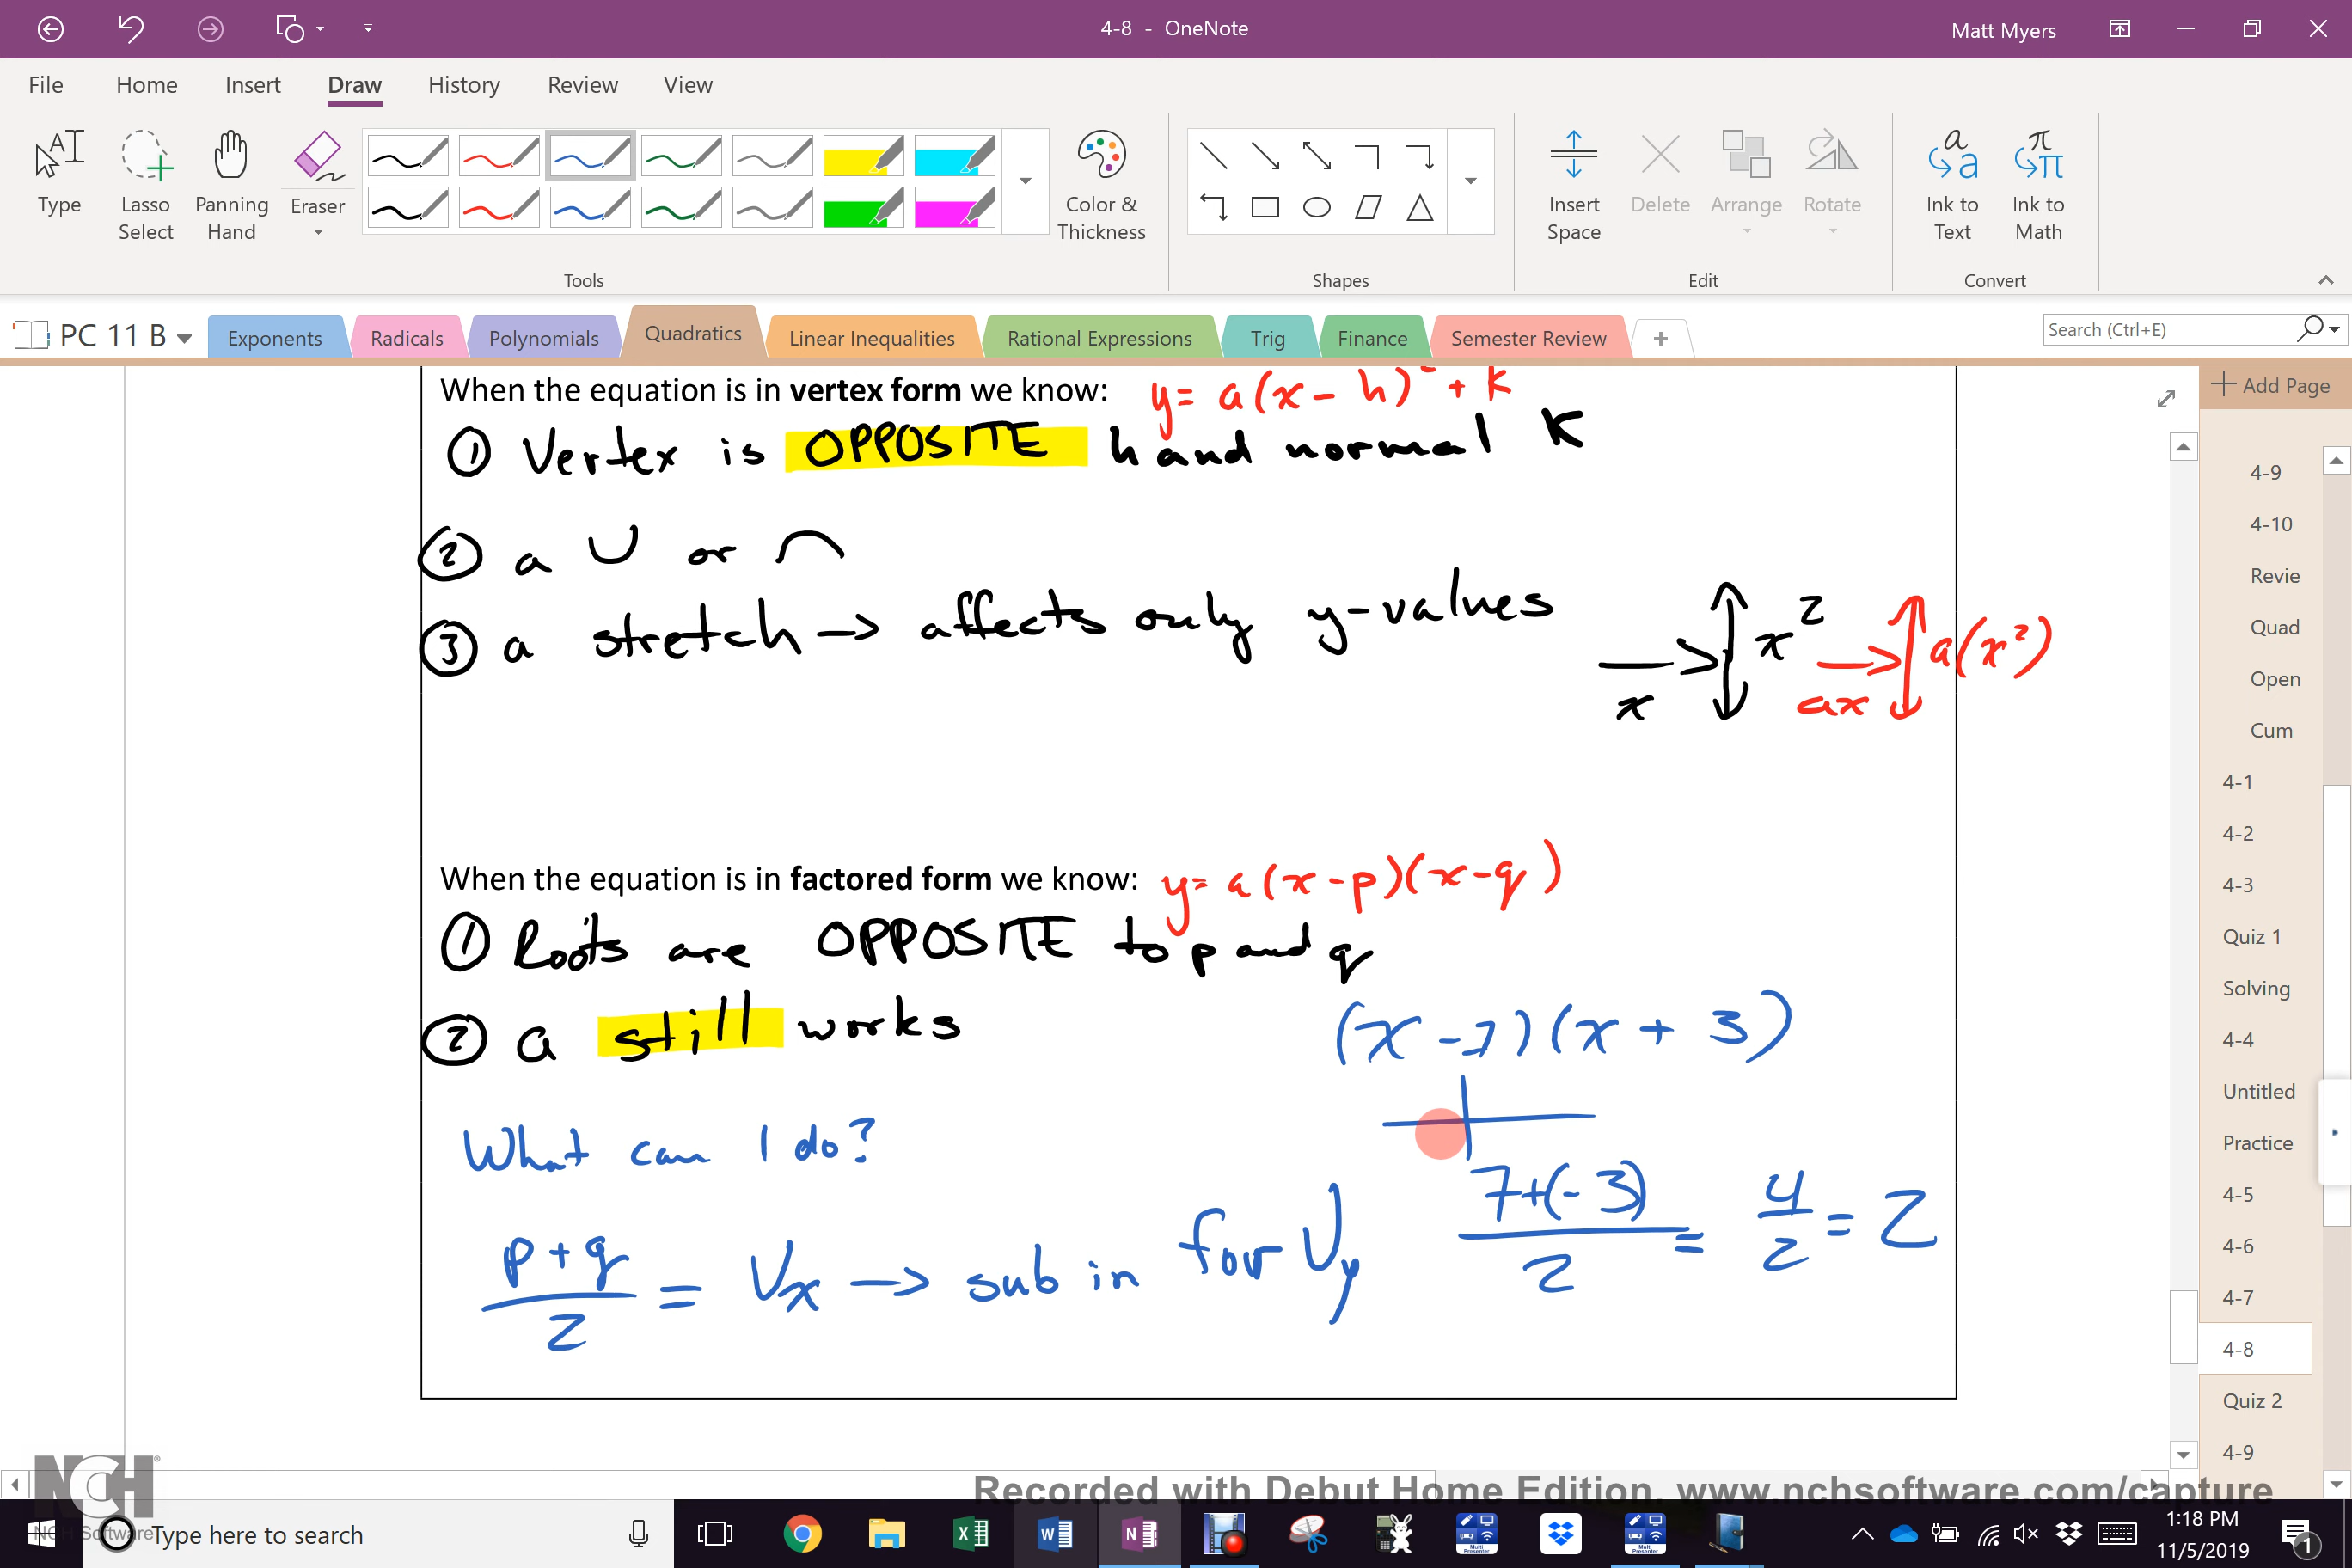 4-8 - OneNote
Matt Myers
File Home Insert Draw History Review View
Type
Lasso Select
Panning Hand
Eraser
Color & Thickness
Insert Space
Delete
Arrange
Rotate
Ink to Text
Ink to Math
Tools
Shapes
Edit
Convert
PC 11 B
Exponents Radicals Polynomials Quadratics Linear Inequalities Rational Expressions Trig Finance Semester Review +
Search (Ctrl+E)
When the equation is in vertex form we know: y = a(x - h)² + k
① Vertex is OPPOSITE h and normal k
② a ∪ or ∩
③ a stretch → affects only y-values
x → x² ax → a(x²)
When the equation is in factored form we know: y = a(x-p)(x-q)
① Roots are OPPOSITE to p and q
② a still works
(x - 7)(x + 3)
What can I do?
p + q / 2 = Vx → sub in for Vy
7+(-3) / 2 = 4/2 = 2
Add Page
4-9
4-10
Revie
Quad
Open
Cum
4-1
4-2
4-3
Quiz 1
Solving
4-4
Untitled
Practice
4-5
4-6
4-7
4-8
Quiz 2
4-9
NCH
NCH Software
Recorded with Debut Home Edition. www.nchsoftware.com/capture
Type here to search
1:18 PM
11/5/2019
1